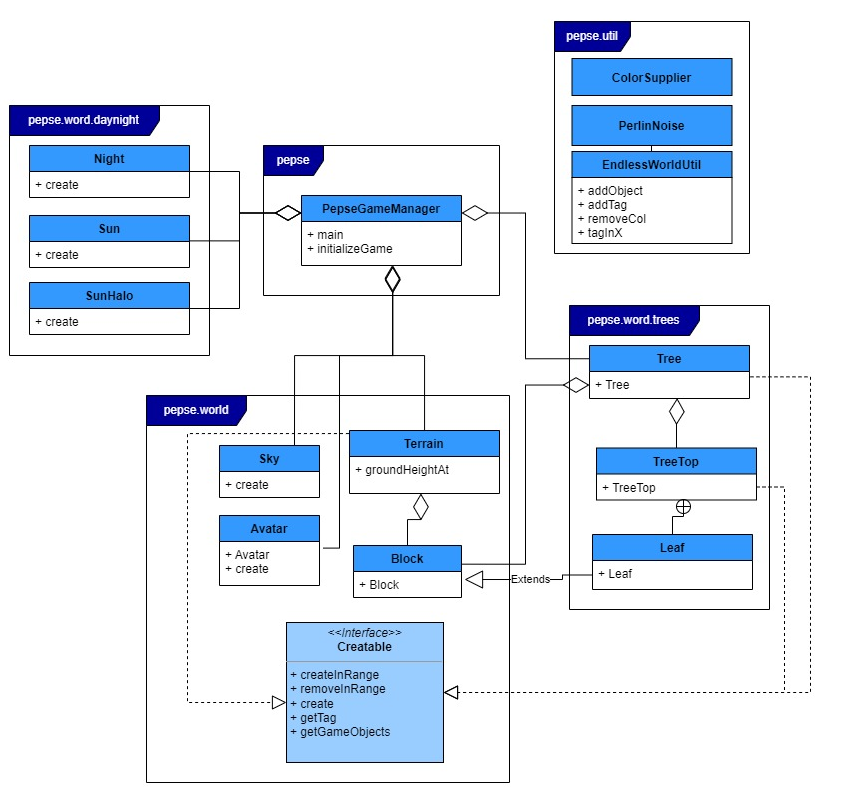 pepse.util
ColorSupplier
PerlinNoise
EndlessWorldUtil
+ addObject
+ addTag
+ removeCol
+ tagInX
pepse.word.daynight
Night
+ create
Sun
+ create
SunHalo
+ create
pepse
PepseGameManager
+ main
+ initializeGame
pepse.word.trees
Tree
+ Tree
TreeTop
+ TreeTop
Leaf
+ Leaf
pepse.world
Sky
+ create
Terrain
+ groundHeightAt
Avatar
+ Avatar
+ create
Block
+ Block
Extends
<<Interface>>
Creatable
+ createInRange
+ removeInRange
+ create
+ getTag
+ getGameObjects